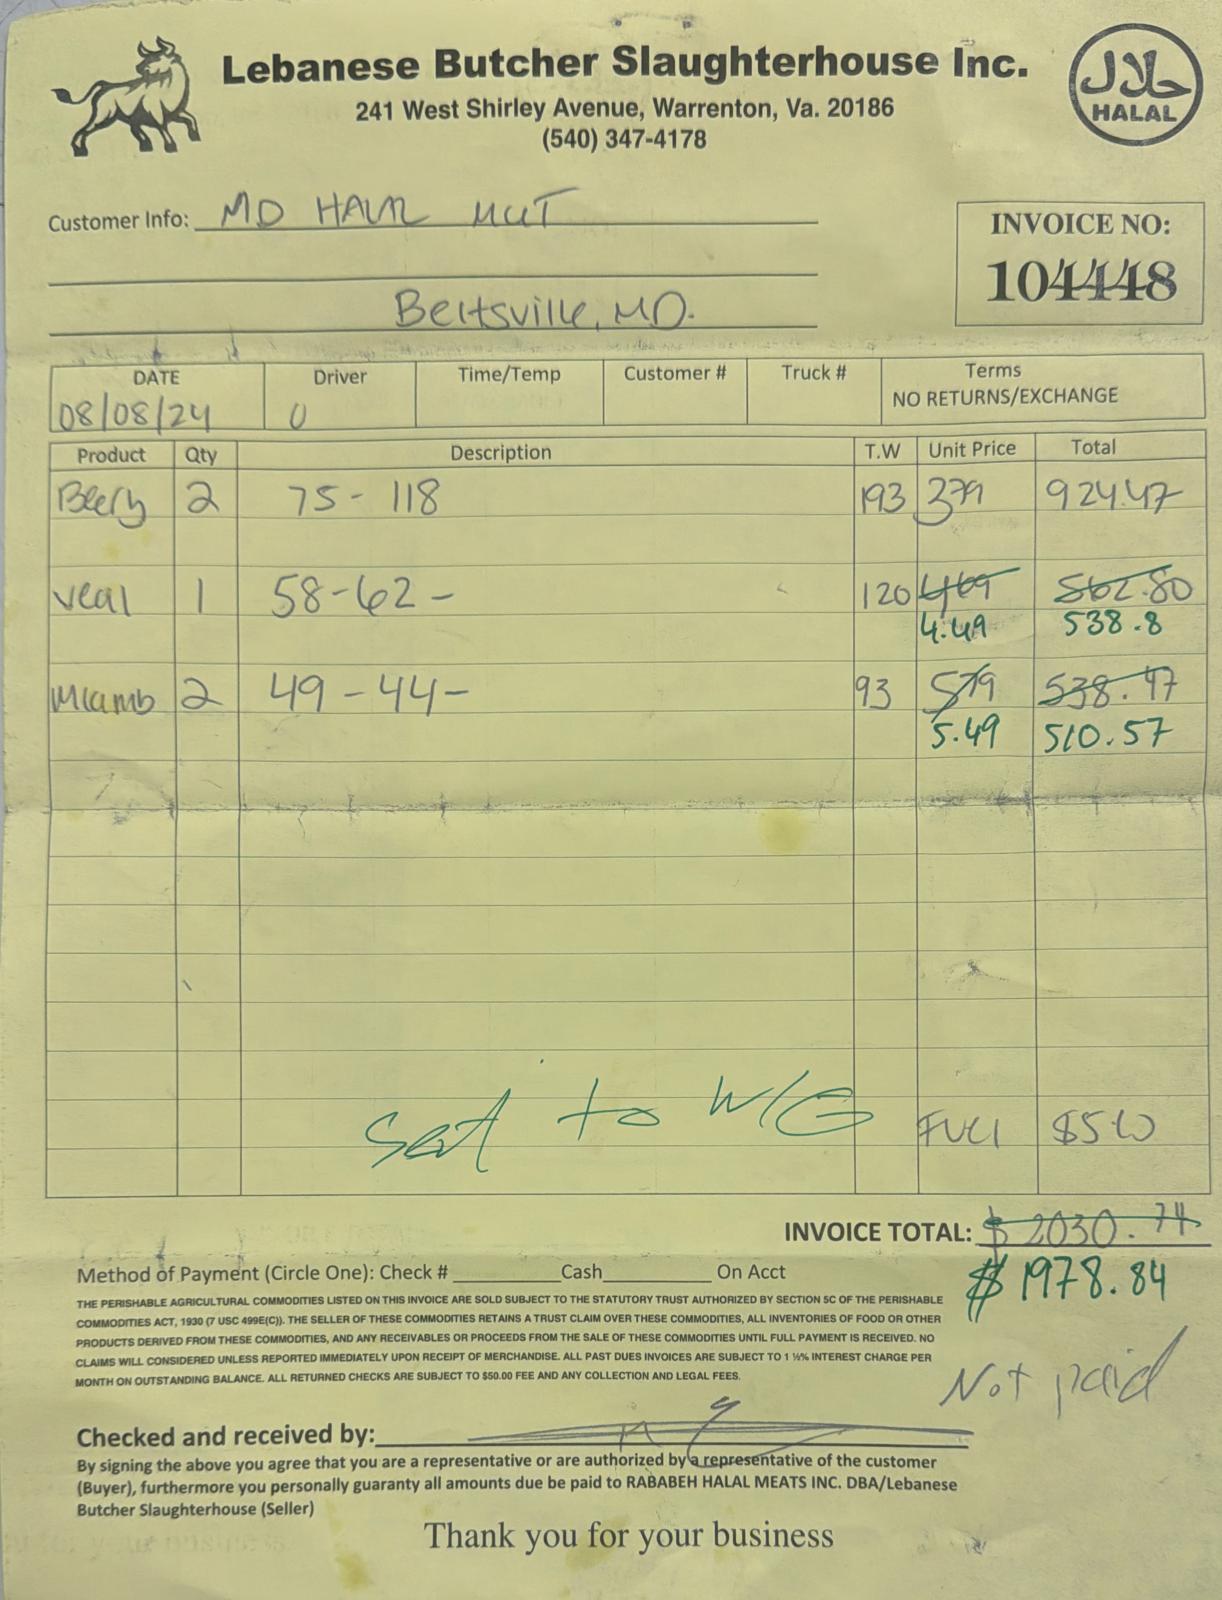 Lebanese Butcher Slaughterhouse Inc.
241 West Shirley Avenue, Warrenton, Va. 20186
(540) 347-4178
حلال
HALAL
Customer Info: MD HALAL MEAT
Beltsville, MD.
INVOICE NO:
104448
DATE Driver Time/Temp Customer # Truck # Terms
08/08/24 0 NO RETURNS/EXCHANGE
Product Qty Description T.W Unit Price Total
2 75 - 118 193 379 924.47
veal 1 58-62 - 120 469 562.80
4.49 538.8
Mlamb 2 49 - 44 - 93 579 538.47
5.49 510.57
to W/G
FUel $5.00
INVOICE TOTAL: $ 2030.74
$ 1978.84
Method of Payment (Circle One): Check # Cash On Acct
THE PERISHABLE AGRICULTURAL COMMODITIES LISTED ON THIS INVOICE ARE SOLD SUBJECT TO THE STATUTORY TRUST AUTHORIZED BY SECTION 5C OF THE PERISHABLE
COMMODITIES ACT, 1930 (7 USC 499E(C)). THE SELLER OF THESE COMMODITIES RETAINS A TRUST CLAIM OVER THESE COMMODITIES, ALL INVENTORIES OF FOOD OR OTHER
PRODUCTS DERIVED FROM THESE COMMODITIES, AND ANY RECEIVABLES OR PROCEEDS FROM THE SALE OF THESE COMMODITIES UNTIL FULL PAYMENT IS RECEIVED. NO
CLAIMS WILL CONSIDERED UNLESS REPORTED IMMEDIATELY UPON RECEIPT OF MERCHANDISE. ALL PAST DUES INVOICES ARE SUBJECT TO 1 ½% INTEREST CHARGE PER
MONTH ON OUTSTANDING BALANCE. ALL RETURNED CHECKS ARE SUBJECT TO $50.00 FEE AND ANY COLLECTION AND LEGAL FEES.
Not paid
Checked and received by:
By signing the above you agree that you are a representative or are authorized by a representative of the customer
(Buyer), furthermore you personally guaranty all amounts due be paid to RABABEH HALAL MEATS INC. DBA/Lebanese
Butcher Slaughterhouse (Seller)
Thank you for your business